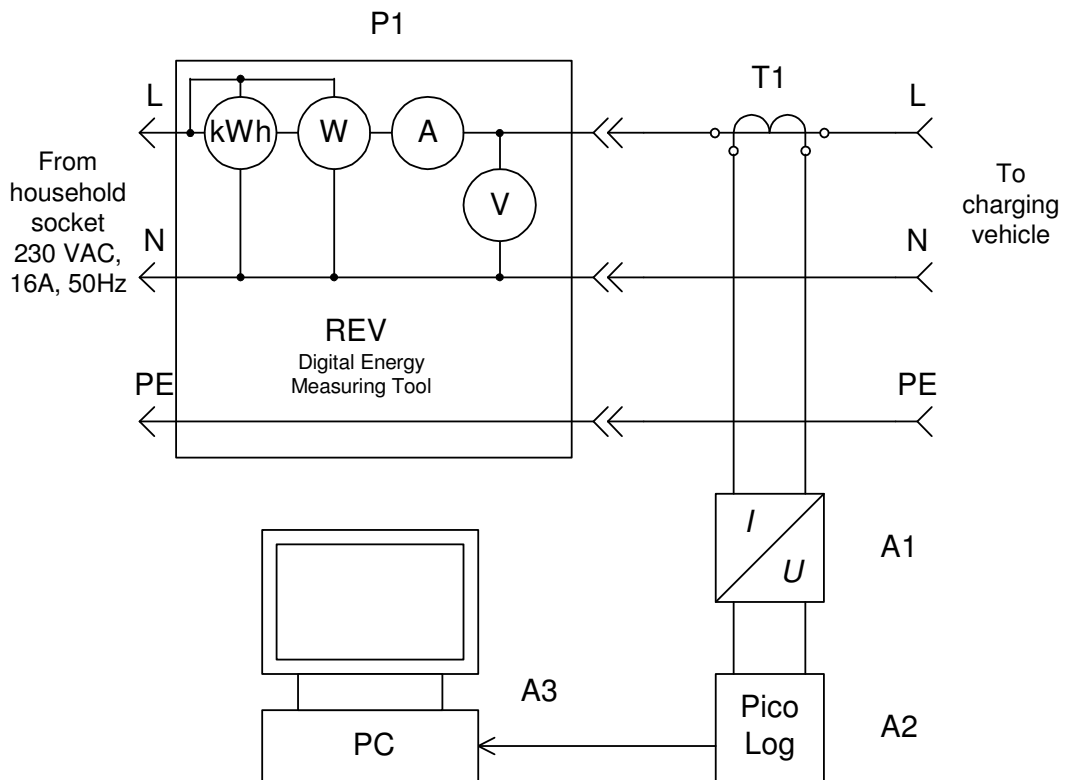 P1
T1
L
kWh
W
A
L
From
household
socket
230 VAC,
16A, 50Hz
V
To
charging
vehicle
N
N
REV
Digital Energy
Measuring Tool
PE
PE
I
U
A1
A3
Pico
Log
A2
PC